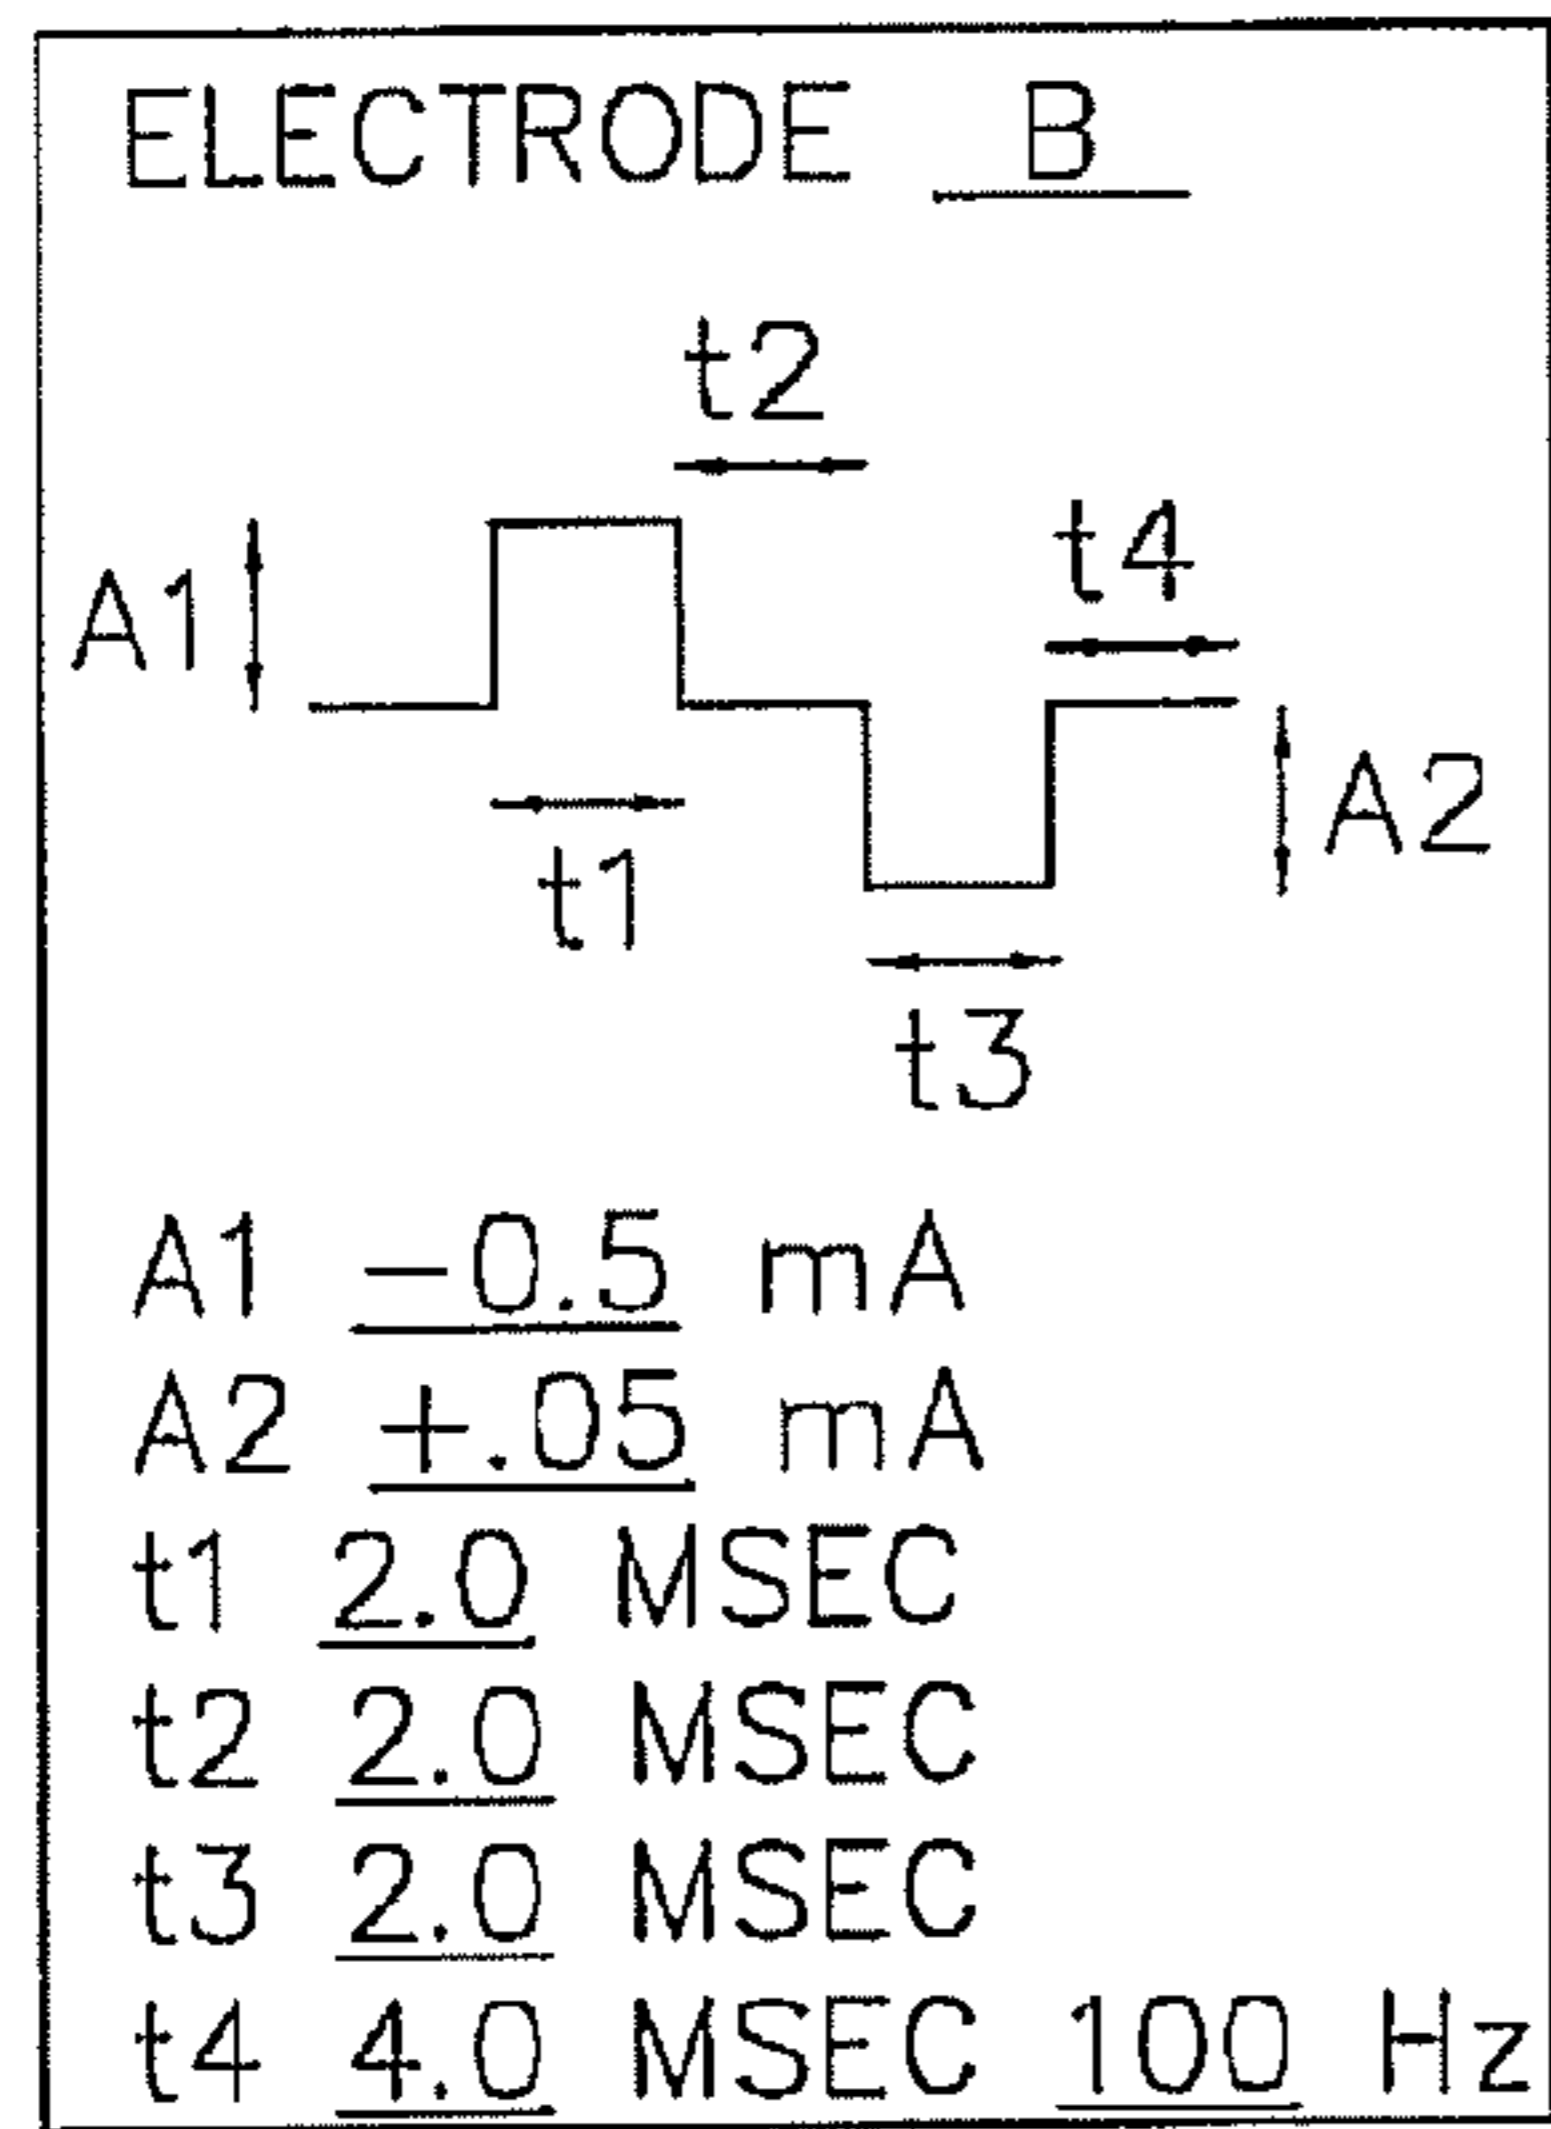 ELECTRODE B
t2
t4
A1
A2
t1
t3
A1 -0.5 mA
A2 +.05 mA
t1 2.0 MSEC
t2 2.0 MSEC
t3 2.0 MSEC
t4 4.0 MSEC 100 Hz